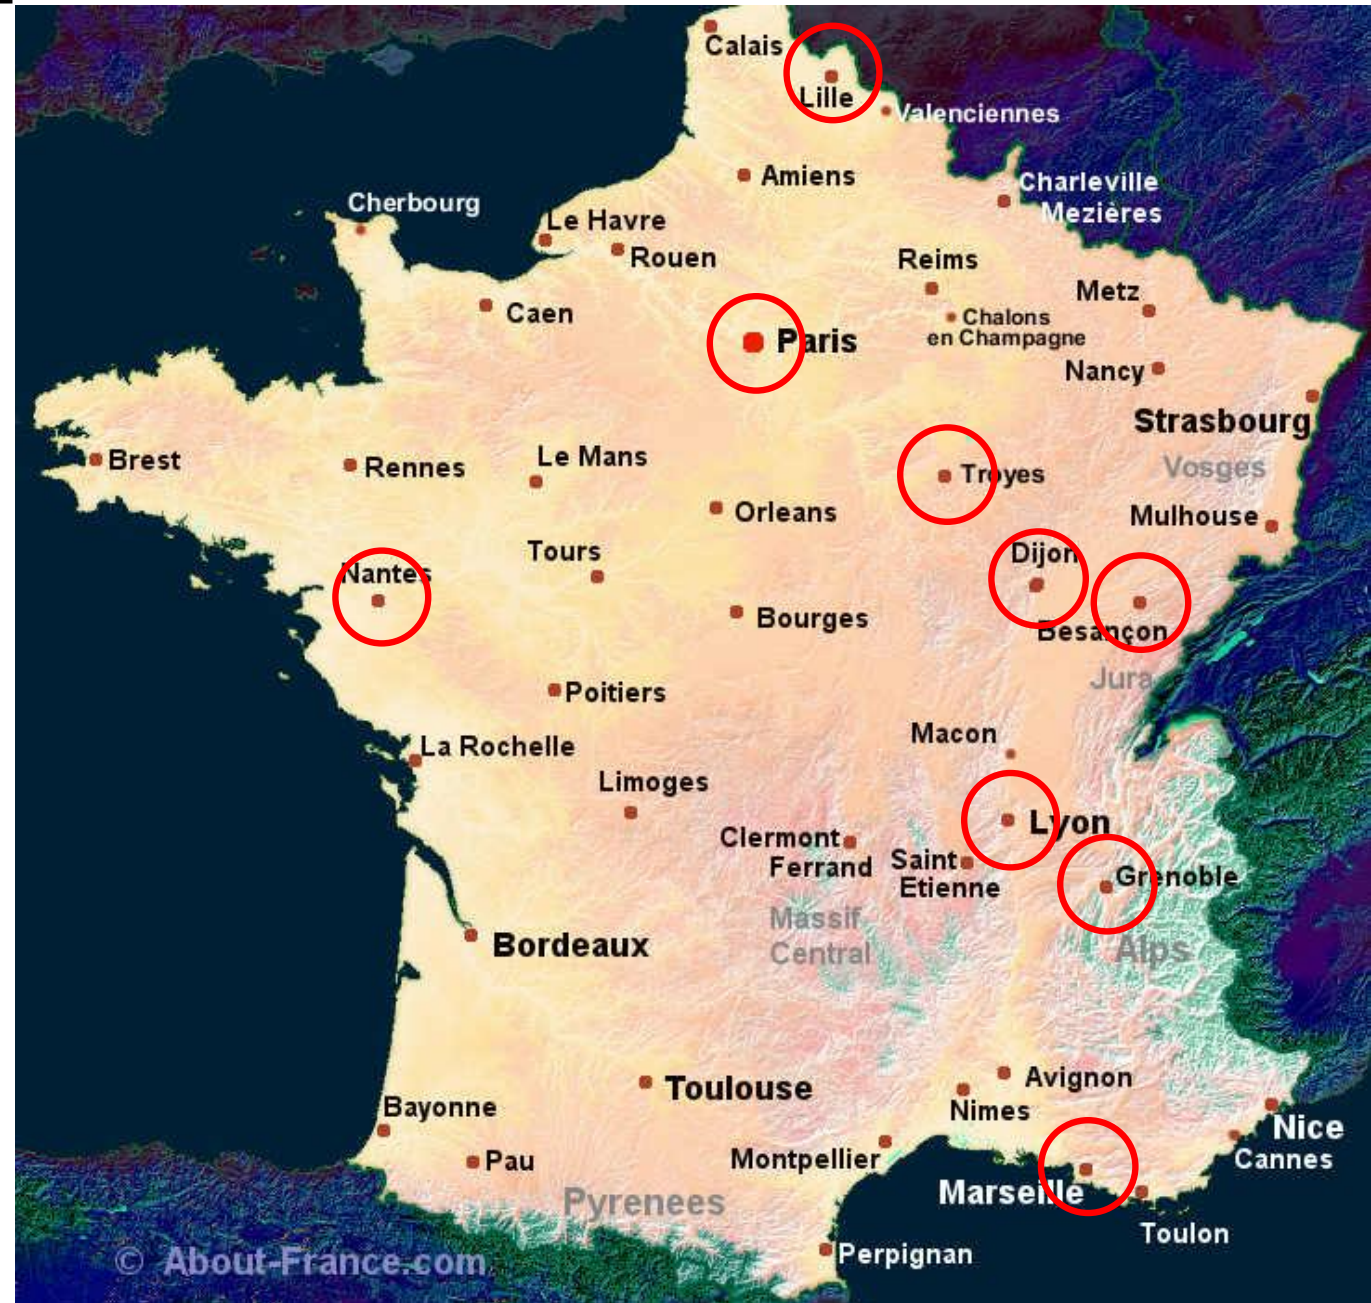 Calais
Lille
Valenciennes
Amiens
Charleville
Mezières
Cherbourg
Le Havre
Rouen
Reims
Metz
Caen
Chalons
en Champagne
Paris
Nancy
Strasbourg
Brest
Rennes
Le Mans
Troyes
Vosges
Orleans
Mulhouse
Tours
Dijon
Nantes
Bourges
Besançon
Jura
Poitiers
Macon
La Rochelle
Limoges
Lyon
Clermont
Ferrand
Saint
Etienne
Grenoble
Massif
Central
Bordeaux
Alps
Avignon
Toulouse
Nimes
Bayonne
Nice
Cannes
Pau
Montpellier
Marseille
Pyrenees
Toulon
Perpignan
© About-France.com